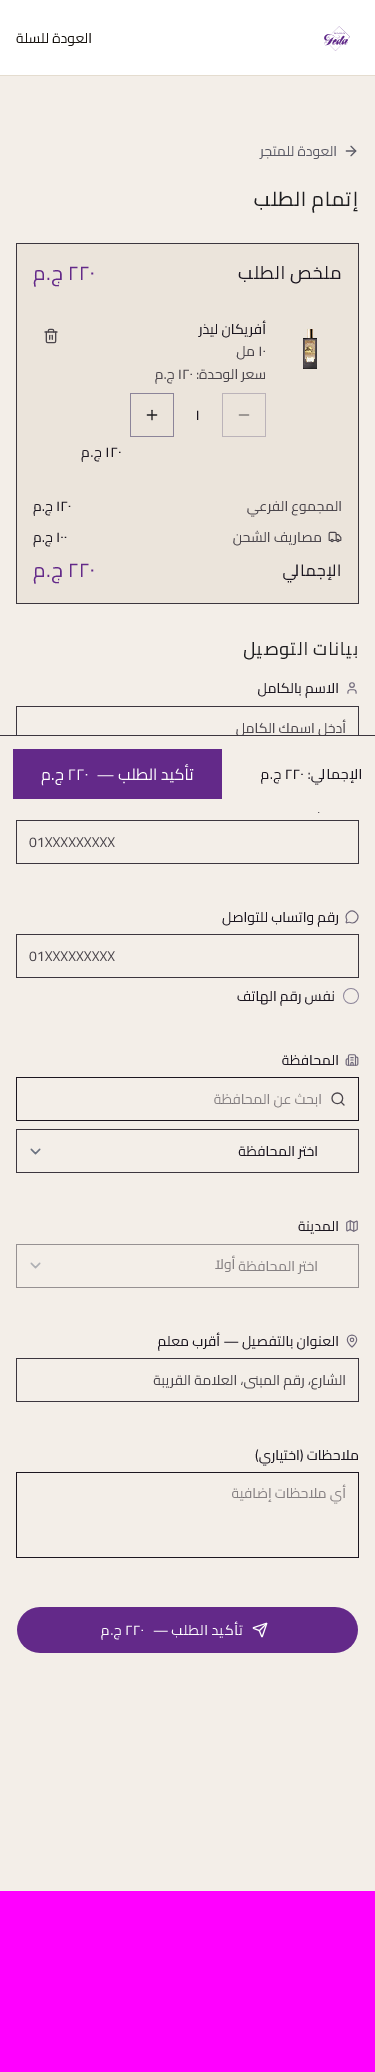 العودة للسلة
Deila
العودة للمتجر
إتمام الطلب
ملخص الطلب ٢٢٠ ج.م
أفريكان ليذر
١٠ مل
سعر الوحدة: ١٢٠ ج.م
− ١ +
١٢٠ ج.م
المجموع الفرعي ١٢٠ ج.م
مصاريف الشحن ١٠٠ ج.م
الإجمالي ٢٢٠ ج.م
بيانات التوصيل
الاسم بالكامل
أدخل اسمك الكامل
الإجمالي: ٢٢٠ ج.م تأكيد الطلب — ٢٢٠ ج.م
01XXXXXXXXX
رقم واتساب للتواصل
01XXXXXXXXX
نفس رقم الهاتف
المحافظة
ابحث عن المحافظة
اختر المحافظة
المدينة
اختر المحافظة أولا
العنوان بالتفصيل — أقرب معلم
الشارع، رقم المبنى، العلامة القريبة
ملاحظات (اختياري)
أي ملاحظات إضافية
تأكيد الطلب — ٢٢٠ ج.م